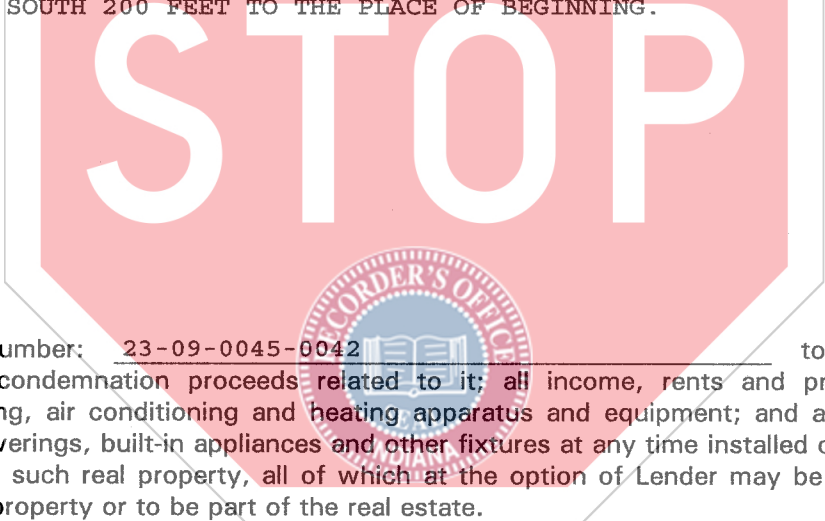 SOUTH 200 FEET TO THE PLACE OF BEGINNING.
STOP
RECORDER'S OFFICE
umber: 23-09-0045-0042 to
condemnation proceeds related to it; all income, rents and pr
ng, air conditioning and heating apparatus and equipment; and a
verings, built-in appliances and other fixtures at any time installed o
such real property, all of which at the option of Lender may be
SEAL
INDIANA
property or to be part of the real estate.